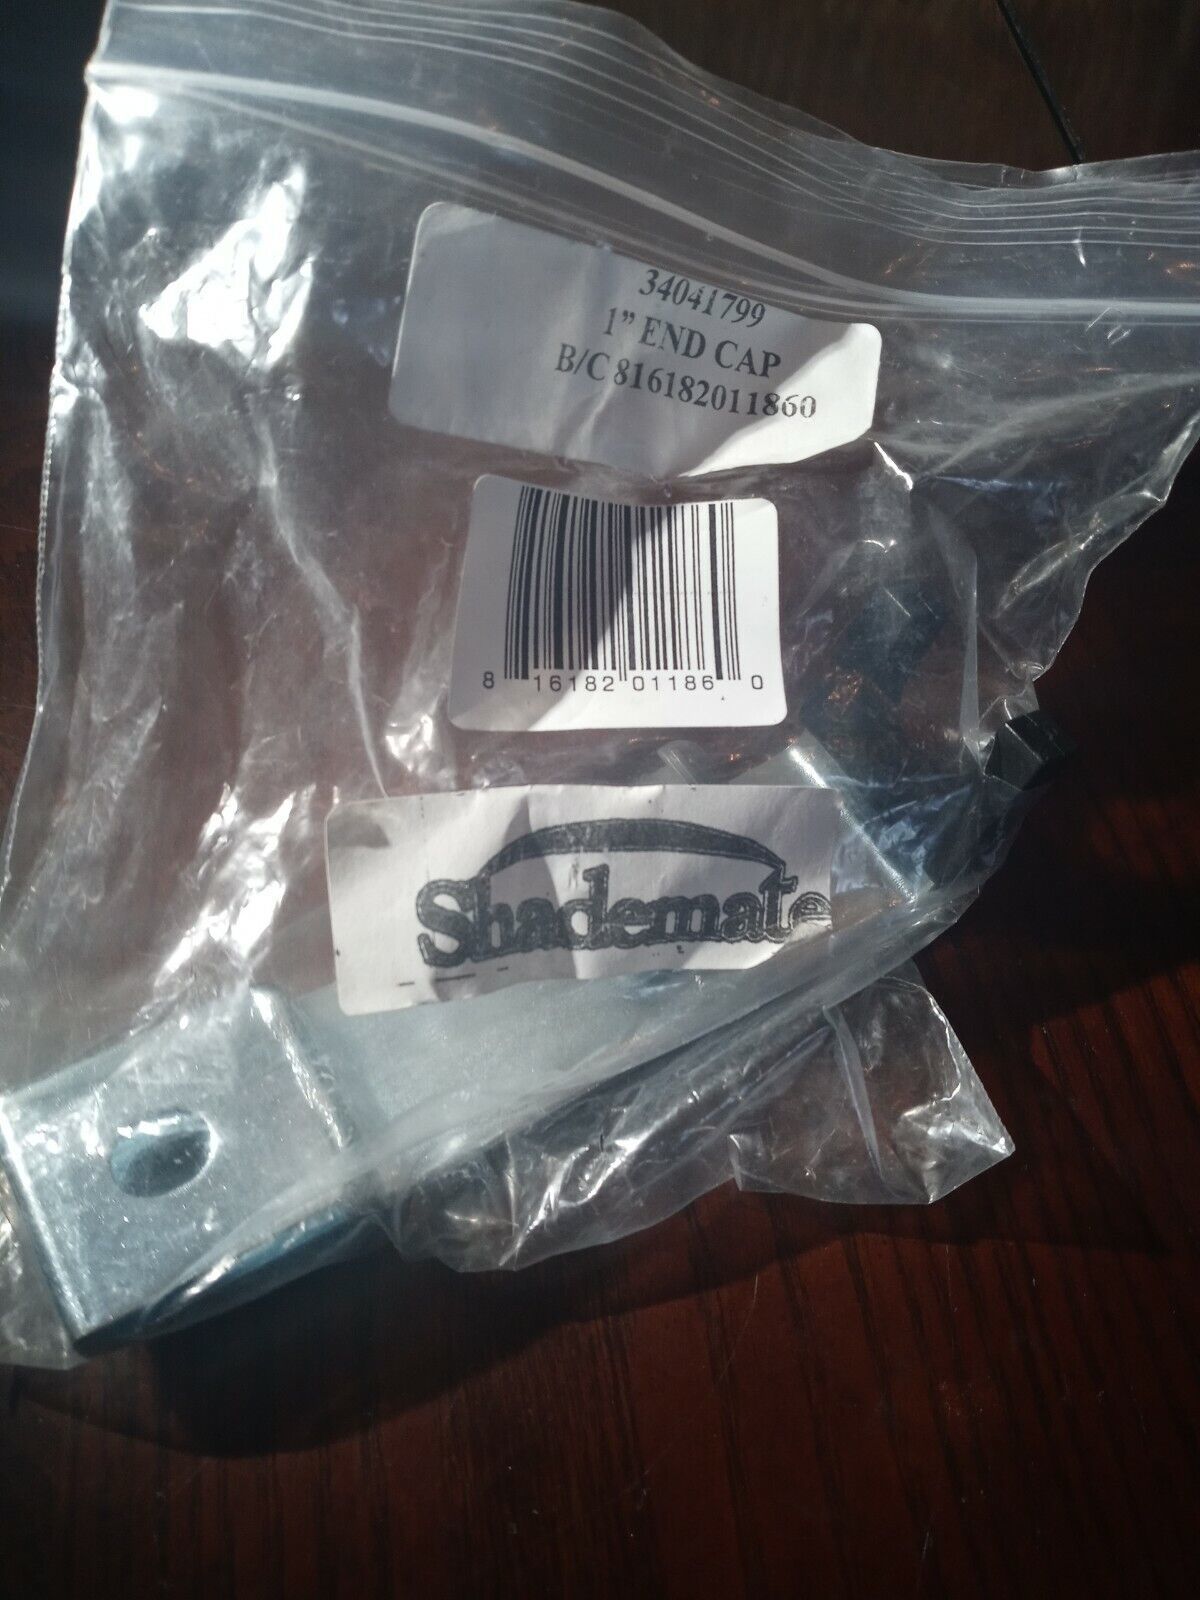 34041799
1” END CAP
B/C 816182011860
8 16182 01186 0
Shademate